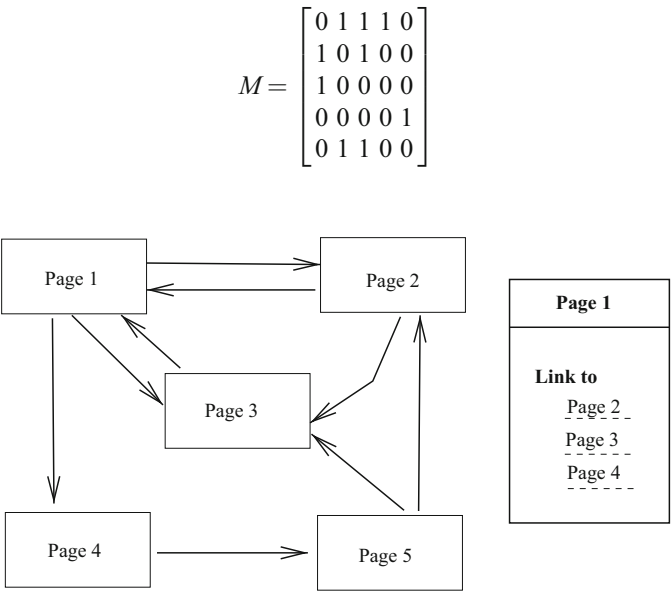 0 1 1 1 0
1 0 1 0 0
M = 1 0 0 0 0
0 0 0 0 1
0 1 1 0 0
Page 1
Page 2
Page 3
Page 4
Page 5
Page 1
Link to
Page 2
Page 3
Page 4